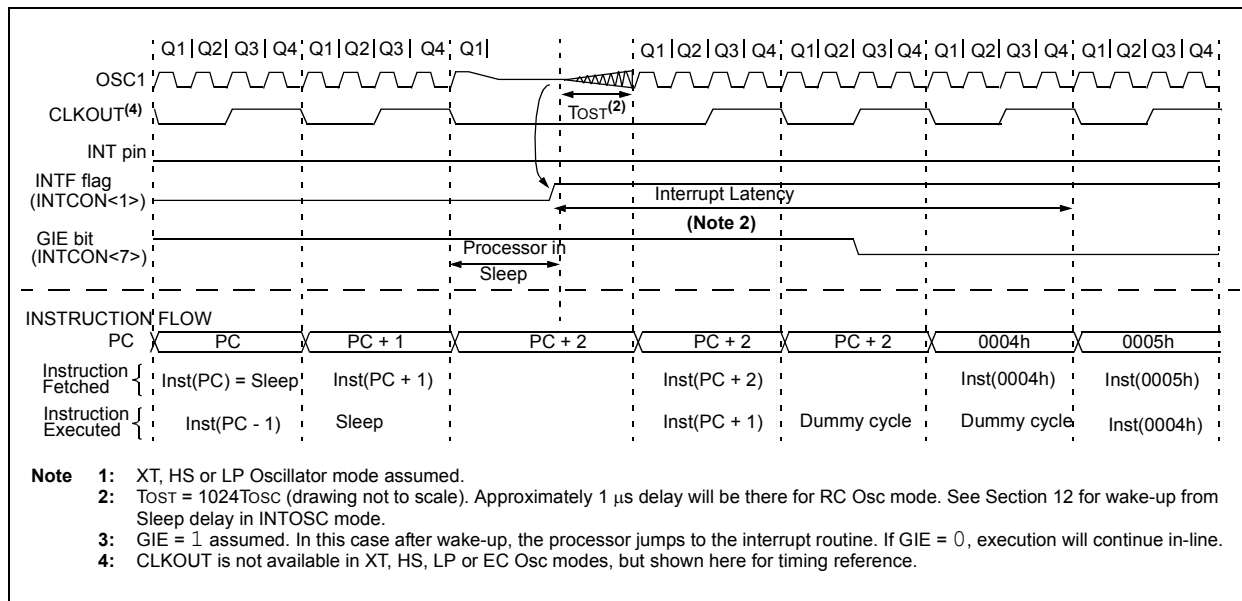 Q1 Q2 Q3 Q4 Q1 Q2 Q3 Q4 Q1 Q1 Q2 Q3 Q4 Q1 Q2 Q3 Q4 Q1 Q2 Q3 Q4 Q1 Q2 Q3 Q4
OSC1
TOST(2)
CLKOUT(4)
INT pin
INTF flag
(INTCON<1>)
Interrupt Latency
(Note 2)
GIE bit
(INTCON<7>)
Processor in
Sleep
INSTRUCTION FLOW
PC PC PC + 1 PC + 2 PC + 2 PC + 2 0004h 0005h
Instruction
Fetched { Inst(PC) = Sleep Inst(PC + 1) Inst(PC + 2) Inst(0004h) Inst(0005h)
Instruction
Executed { Inst(PC - 1) Sleep Inst(PC + 1) Dummy cycle Dummy cycle Inst(0004h)
Note 1: XT, HS or LP Oscillator mode assumed.
2: TOST = 1024TOSC (drawing not to scale). Approximately 1 μs delay will be there for RC Osc mode. See Section 12 for wake-up from
Sleep delay in INTOSC mode.
3: GIE = 1 assumed. In this case after wake-up, the processor jumps to the interrupt routine. If GIE = 0, execution will continue in-line.
4: CLKOUT is not available in XT, HS, LP or EC Osc modes, but shown here for timing reference.